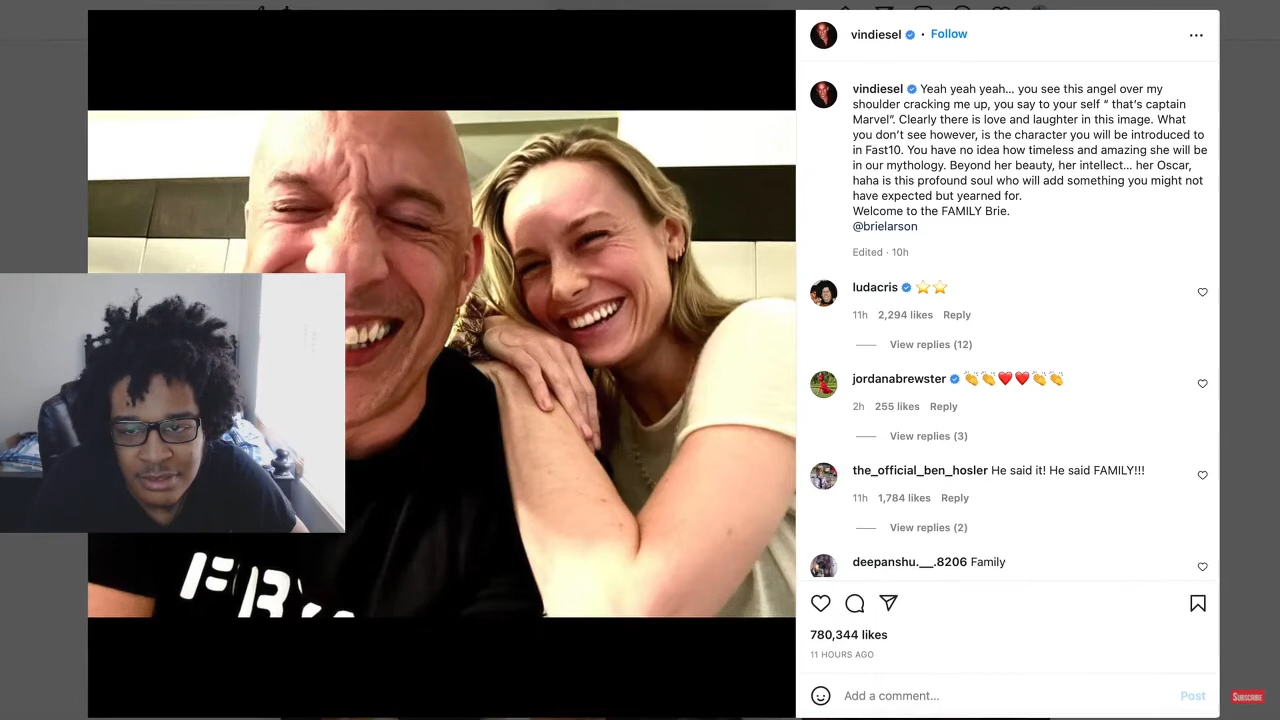 vindiesel • Follow
vindiesel Yeah yeah yeah... you see this angel over my
shoulder cracking me up, you say to your self “ that’s captain
Marvel”. Clearly there is love and laughter in this image. What
you don’t see however, is the character you will be introduced to
in Fast10. You have no idea how timeless and amazing she will be
in our mythology. Beyond her beauty, her intellect... her Oscar,
haha is this profound soul who will add something you might not
have expected but yearned for.
Welcome to the FAMILY Brie.
@brielarson
Edited · 10h
ludacris ⭐⭐
11h 2,294 likes Reply
View replies (12)
jordanabrewster 👏👏❤️❤️👏👏
2h 255 likes Reply
View replies (3)
the_official_ben_hosler He said it! He said FAMILY!!!
11h 1,784 likes Reply
View replies (2)
deepanshu.__.8206 Family
780,344 likes
11 HOURS AGO
Add a comment... Post
SUBSCRIBE